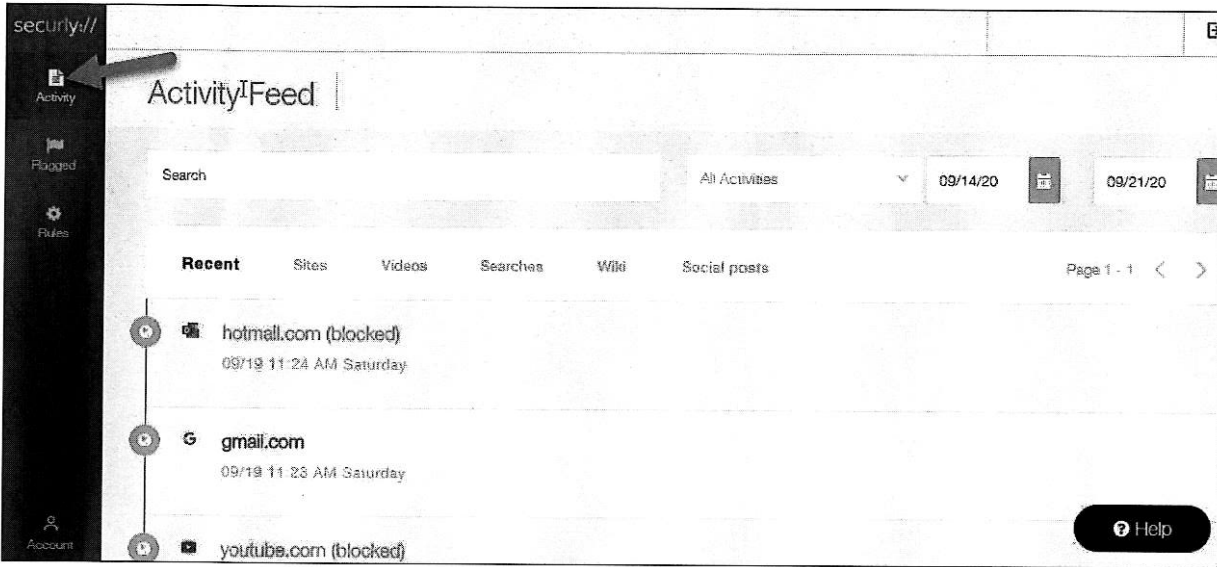 securly://
Activity
Flagged
Rules
Account
Activity Feed
Search
All Activities
09/14/20
09/21/20
Recent Sites Videos Searches Wiki Social posts Page 1 - 1
hotmail.com (blocked)
09/19 11:24 AM Saturday
G gmail.com
09/19 11:23 AM Saturday
youtube.com (blocked)
Help